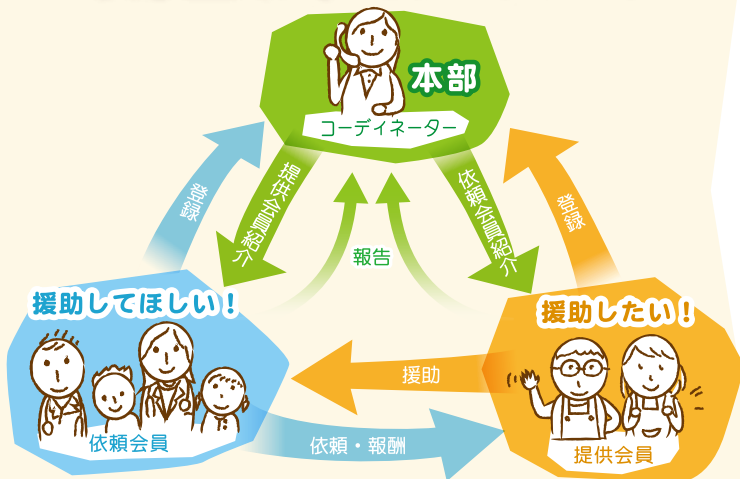 本部
コーディネーター
登録
提供会員紹介
依頼会員紹介
登録
報告
援助してほしい！
援助したい！
援助
依頼会員
依頼・報酬
提供会員